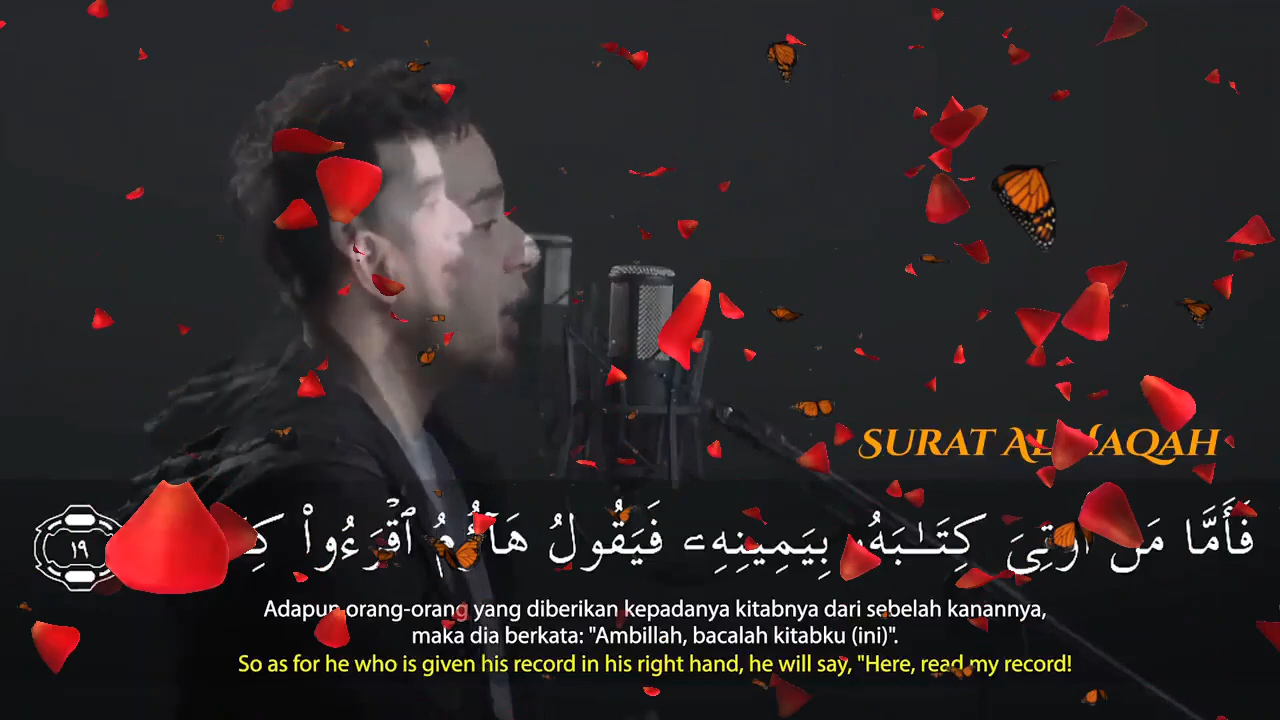 SURAT AL HAQAH
فَأَمَّا مَنْ أُوتِيَ كِتَـٰبَهُۥ بِيَمِينِهِۦ فَيَقُولُ هَآؤُمُ ٱقْرَءُوا۟
١٩
Adapun orang-orang yang diberikan kepadanya kitabnya dari sebelah kanannya,
maka dia berkata: "Ambillah, bacalah kitabku (ini)".
So as for he who is given his record in his right hand, he will say, "Here, read my record!